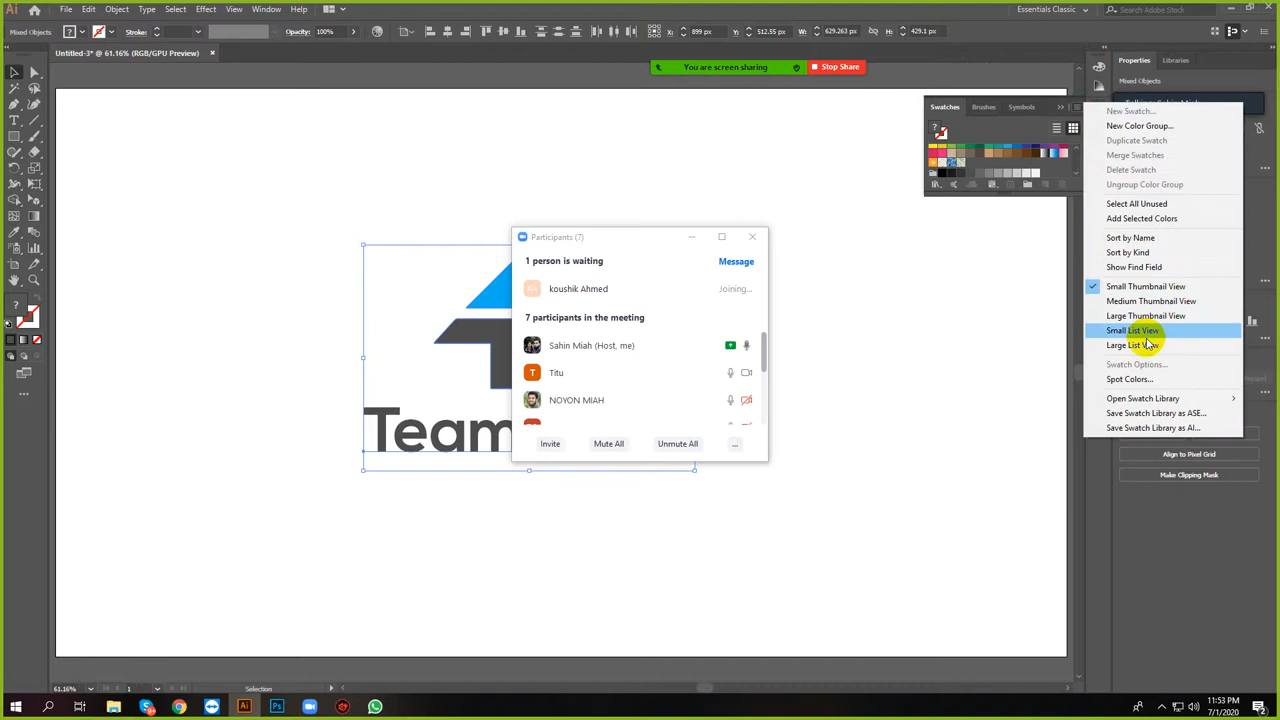 Ai
File
Edit
Object
Type
Select
Effect
View
Window
Help
Essentials Classic
Search Adobe Stock
Mixed Objects
?
Stroke:
Opacity:
100%
X:
899 px
Y:
512.55 px
W:
629.263 px
H:
429.1 px
Untitled-3* @ 61.16% (RGB/GPU Preview)
You are screen sharing
Stop Share
Properties
Libraries
Mixed Objects
Swatches
Brushes
Symbols
New Swatch...
New Color Group...
Duplicate Swatch
Merge Swatches
Delete Swatch
Ungroup Color Group
Select All Unused
Add Selected Colors
Sort by Name
Sort by Kind
Show Find Field
Small Thumbnail View
Medium Thumbnail View
Large Thumbnail View
Small List View
Large List View
Swatch Options...
Spot Colors...
Open Swatch Library
Save Swatch Library as ASE...
Save Swatch Library as AI...
Align to Pixel Grid
Make Clipping Mask
Participants (7)
1 person is waiting
Message
koushik Ahmed
Joining...
7 participants in the meeting
Sahin Miah (Host, me)
T
Titu
NOYON MIAH
Invite
Mute All
Unmute All
...
Team
61.16%
1
Selection
Ai
Ps
11:53 PM
7/1/2020
2